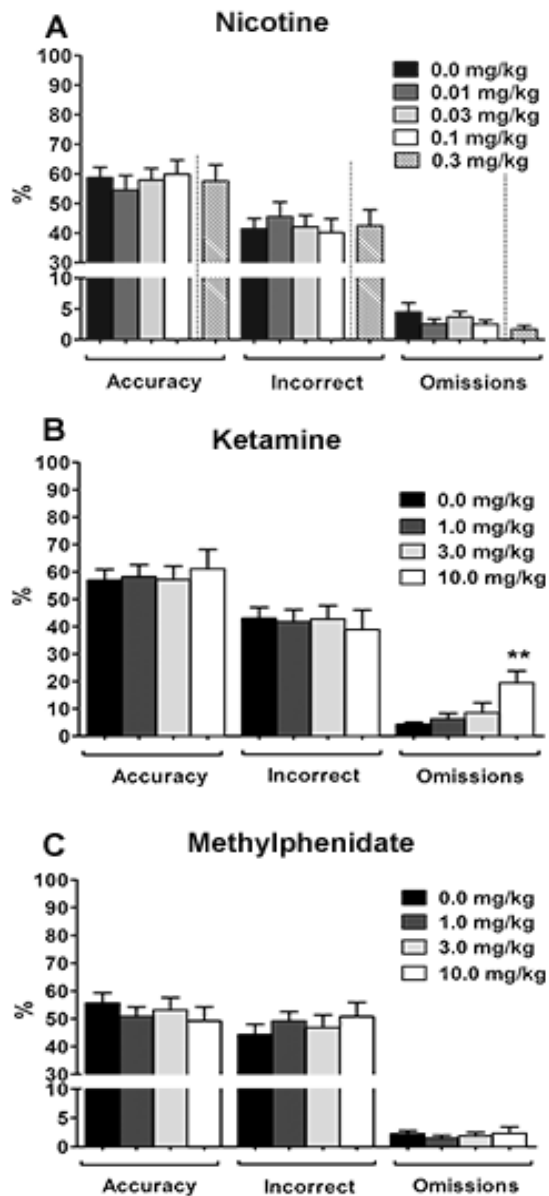 A
Nicotine
0.0 mg/kg
0.01 mg/kg
0.03 mg/kg
0.1 mg/kg
0.3 mg/kg
%
100
90
80
70
60
50
40
30
10
5
0
Accuracy Incorrect Omissions
B
Ketamine
0.0 mg/kg
1.0 mg/kg
3.0 mg/kg
10.0 mg/kg
%
100
90
80
70
60
50
40
30
20
10
0
**
Accuracy Incorrect Omissions
C
Methylphenidate
0.0 mg/kg
1.0 mg/kg
3.0 mg/kg
10.0 mg/kg
%
100
90
80
70
60
50
40
30
10
5
0
Accuracy Incorrect Omissions